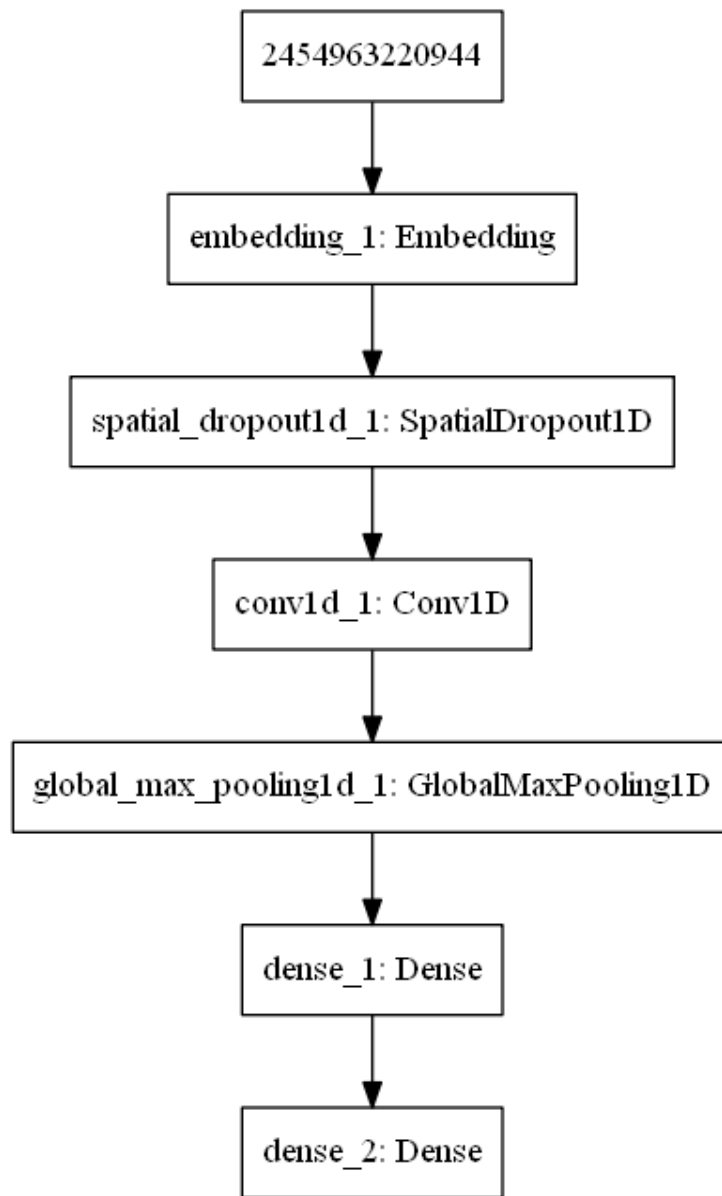 2454963220944
embedding_1: Embedding
spatial_dropout1d_1: SpatialDropout1D
conv1d_1: Conv1D
global_max_pooling1d_1: GlobalMaxPooling1D
dense_1: Dense
dense_2: Dense